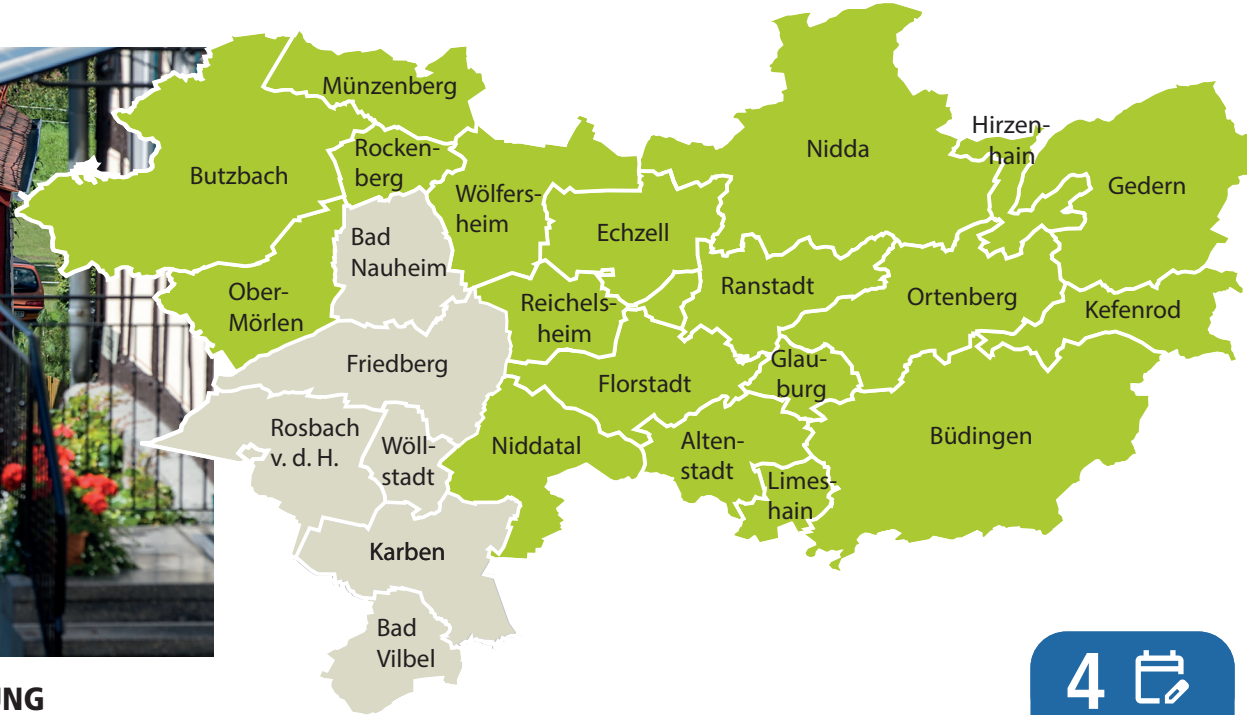 Münzenberg
Hirzen-
hain
Nidda
Rocken-
berg
Butzbach
Gedern
Wölfers-
heim
Echzell
Bad
Nauheim
Ranstadt
Ortenberg
Ober-
Mörlen
Reichels-
heim
Kefenrod
Friedberg
Glau-
burg
Florstadt
Rosbach
v. d. H.
Wöll-
stadt
Niddatal
Alten-
stadt
Büdingen
Limes-
hain
Karben
Bad
Vilbel
4
UNG